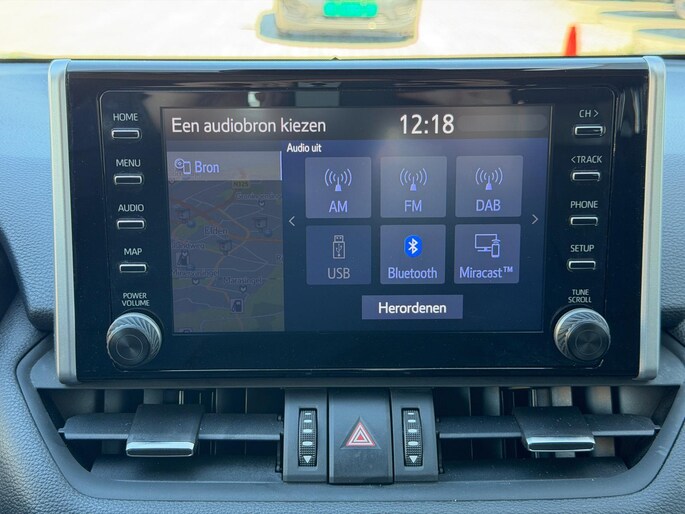 HOME
MENU
AUDIO
MAP
POWER
VOLUME
Een audiobron kiezen
12:18
Audio uit
Bron
AM
FM
DAB
USB
Bluetooth
Miracast™
Herordenen
CH >
< TRACK
PHONE
SETUP
TUNE
SCROLL